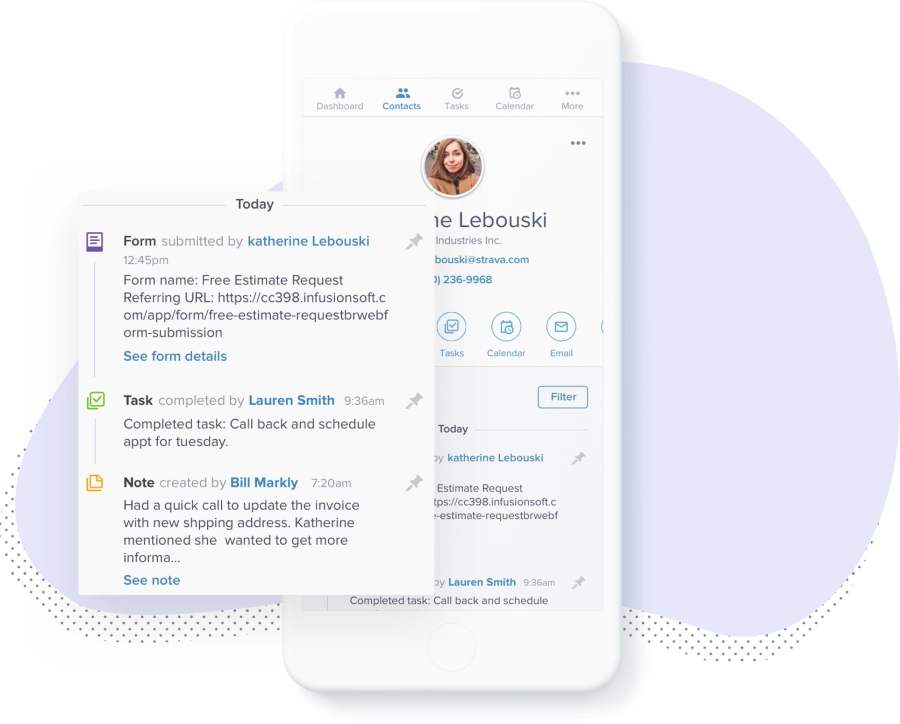 Dashboard Contacts Tasks Calendar More
Today
Form submitted by katherine Lebouski
12:45pm
Form name: Free Estimate Request
Referring URL: https://cc398.infusionsoft.c
om/app/form/free-estimate-requestbrwebf
orm-submission
See form details
Task completed by Lauren Smith 9:36am
Completed task: Call back and schedule
appt for tuesday.
Note created by Bill Markly 7:20am
Had a quick call to update the invoice
with new shpping address. Katherine
mentioned she wanted to get more
informa...
See note
ne Lebouski
Industries Inc.
bouski@strava.com
0) 236-9968
Tasks Calendar Email
Filter
Today
by katherine Lebouski
Estimate Request
tps://cc398.infusionsoft.c
e-estimate-requestbrwebf
by Lauren Smith 9:36am
Completed task: Call back and schedule